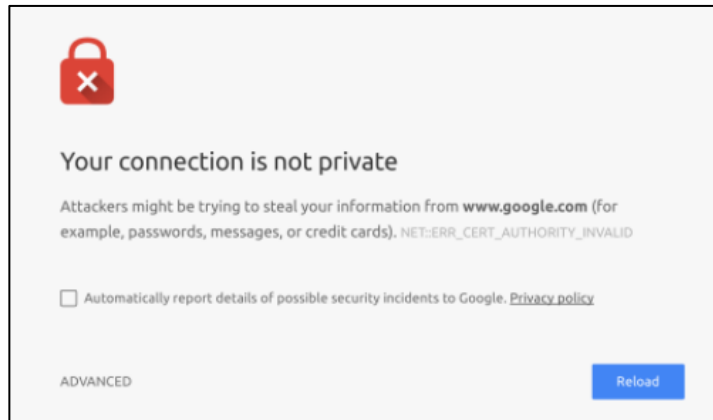 Your connection is not private
Attackers might be trying to steal your information from www.google.com (for
example, passwords, messages, or credit cards). NET::ERR_CERT_AUTHORITY_INVALID
Automatically report details of possible security incidents to Google. Privacy policy
ADVANCED
Reload